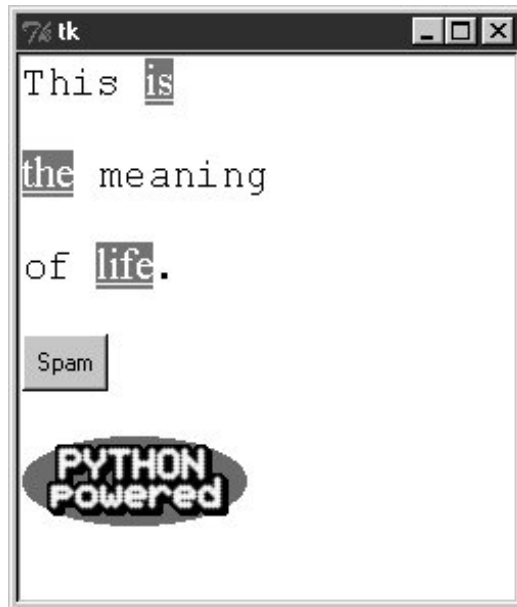 tk
This is
the meaning
of life.
Spam
PYTHON
powered